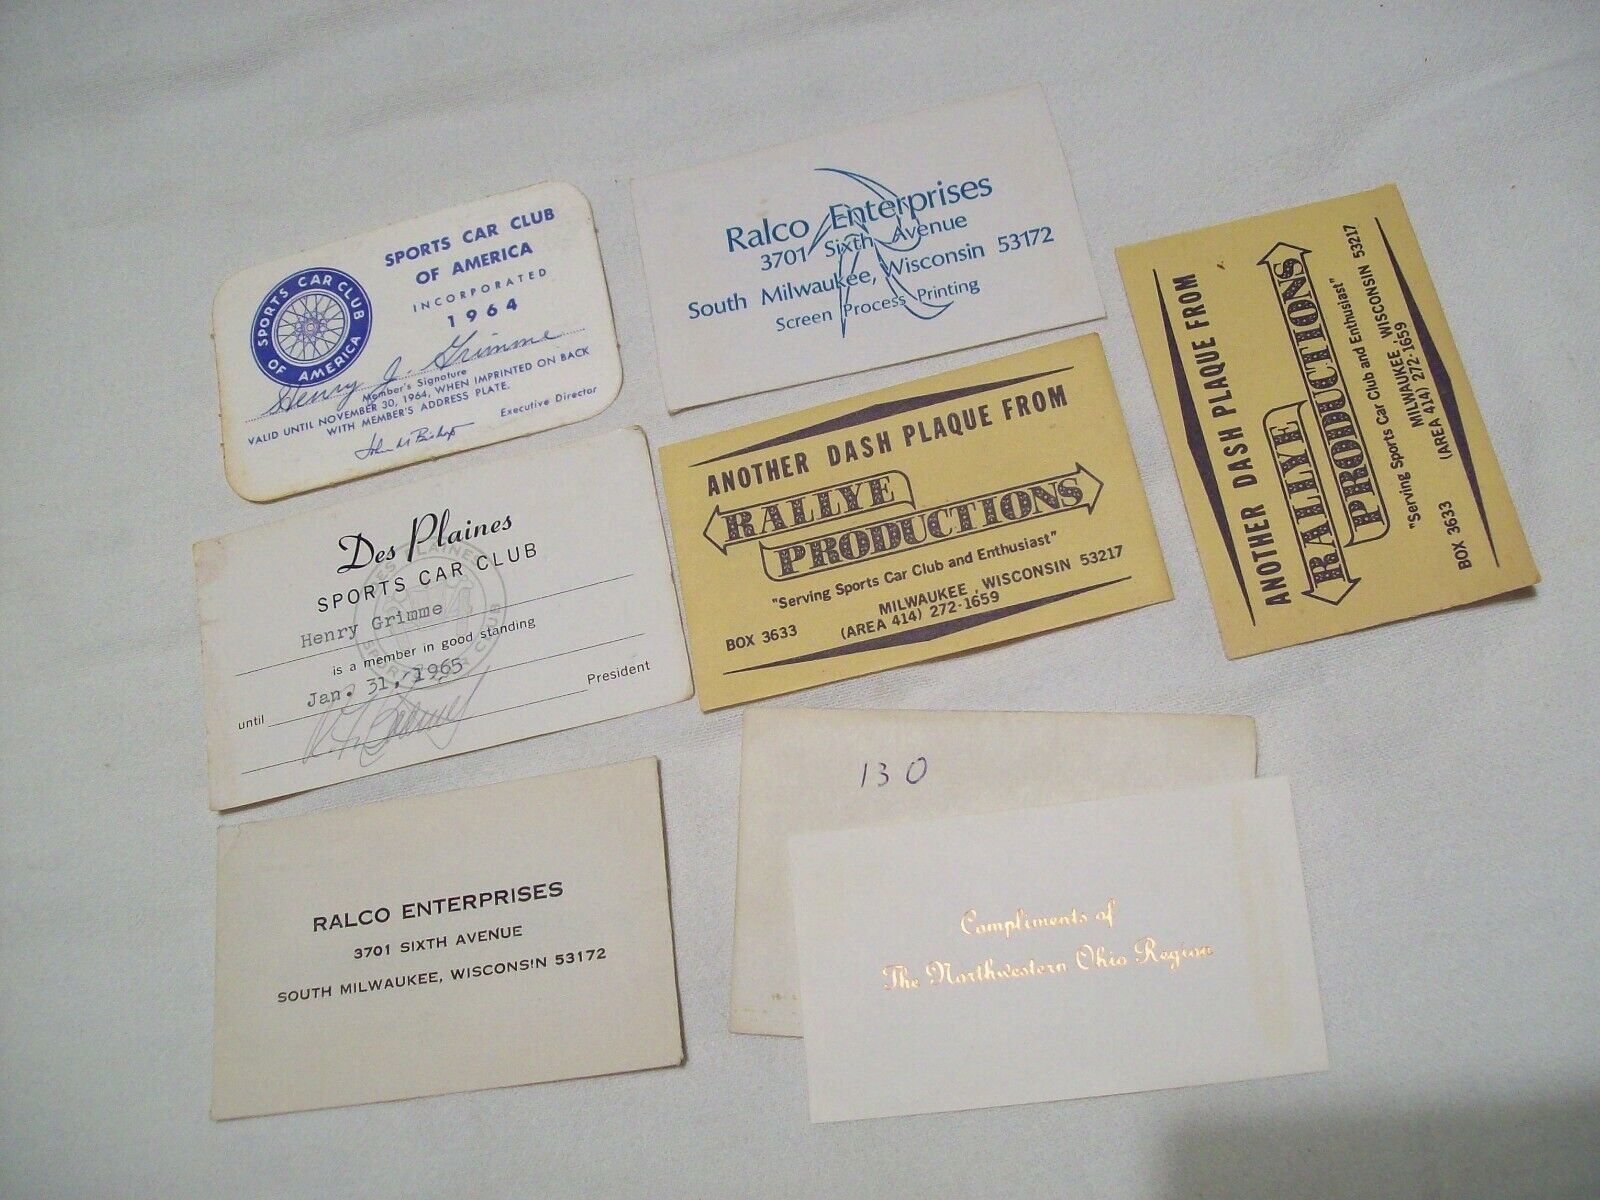 SPORTS CAR CLUB
OF AMERICA
INCORPORATED
1964
SPORTS CAR CLUB
OF AMERICA
Henry J. Grimme
Member's Signature
VALID UNTIL NOVEMBER 30, 1964, WHEN IMPRINTED ON BACK
WITH MEMBER'S ADDRESS PLATE.
John M Bishop
Executive Director
Ralco Enterprises
3701 Sixth Avenue
South Milwaukee, Wisconsin 53172
Screen Process Printing
ANOTHER DASH PLAQUE FROM
RALLYE
PRODUCTIONS
"Serving Sports Car Club and Enthusiast"
MILWAUKEE, WISCONSIN 53217
BOX 3633 (AREA 414) 272-1659
ANOTHER DASH PLAQUE FROM
RALLYE
PRODUCTIONS
"Serving Sports Car Club and Enthusiast"
MILWAUKEE, WISCONSIN 53217
BOX 3633 (AREA 414) 272-1659
Des Plaines
SPORTS CAR CLUB
Henry Grimme
is a member in good standing
until Jan. 31, 1965
President
RALCO ENTERPRISES
3701 SIXTH AVENUE
SOUTH MILWAUKEE, WISCONSIN 53172
130
Compliments of
The Northwestern Ohio Region